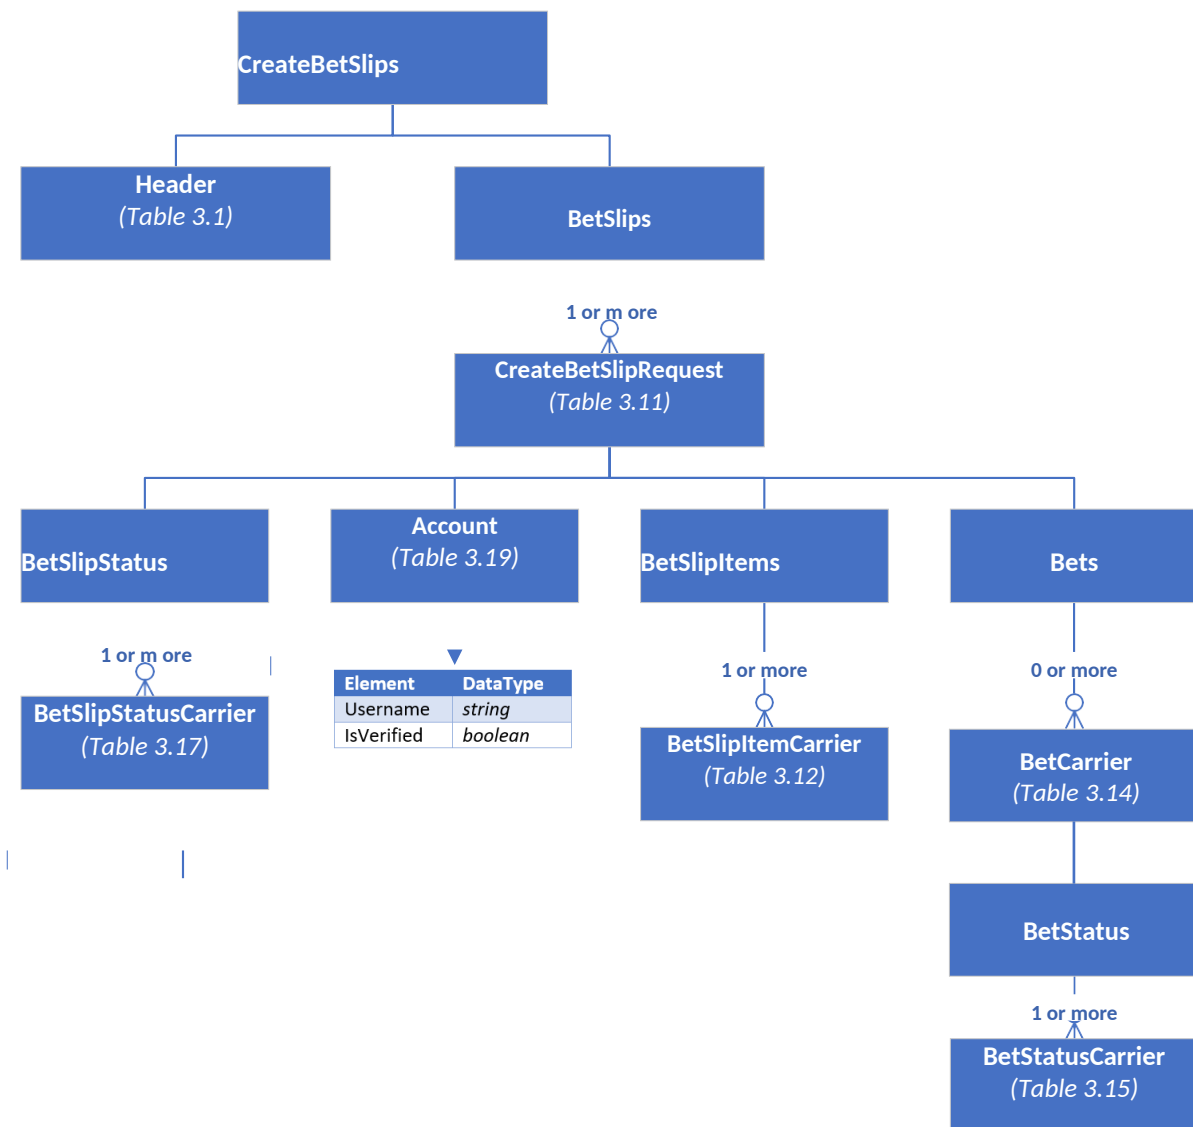 CreateBetSlips
Header
(Table 3.1)
BetSlips
1 or m ore
CreateBetSlipRequest
(Table 3.11)
BetSlipStatus
Account
(Table 3.19)
BetSlipItems
Bets
1 or m ore
BetSlipStatusCarrier
(Table 3.17)
Element DataType
Username string
IsVerified boolean
1 or more
BetSlipItemCarrier
(Table 3.12)
0 or more
BetCarrier
(Table 3.14)
BetStatus
1 or more
BetStatusCarrier
(Table 3.15)